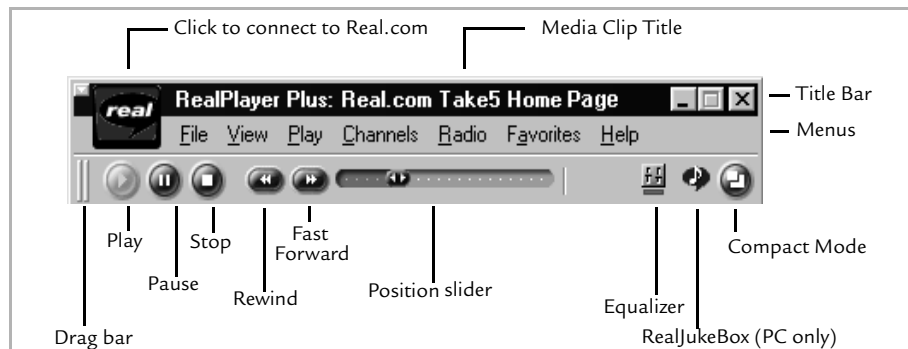 Click to connect to Real.com
Media Clip Title
real
RealPlayer Plus: Real.com Take5 Home Page
Title Bar
File View Play Channels Radio Favorites Help
Menus
Play
Stop
Fast
Forward
Compact Mode
Pause
Rewind
Position slider
Equalizer
Drag bar
RealJukeBox (PC only)